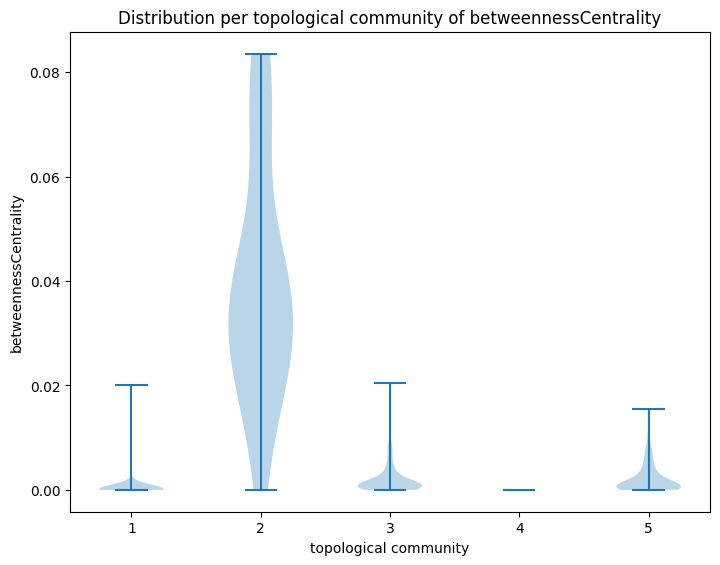 Distribution per topological community of betweennessCentrality
betweennessCentrality
0.08
0.06
0.04
0.02
0.00
1 2 3 4 5
topological community